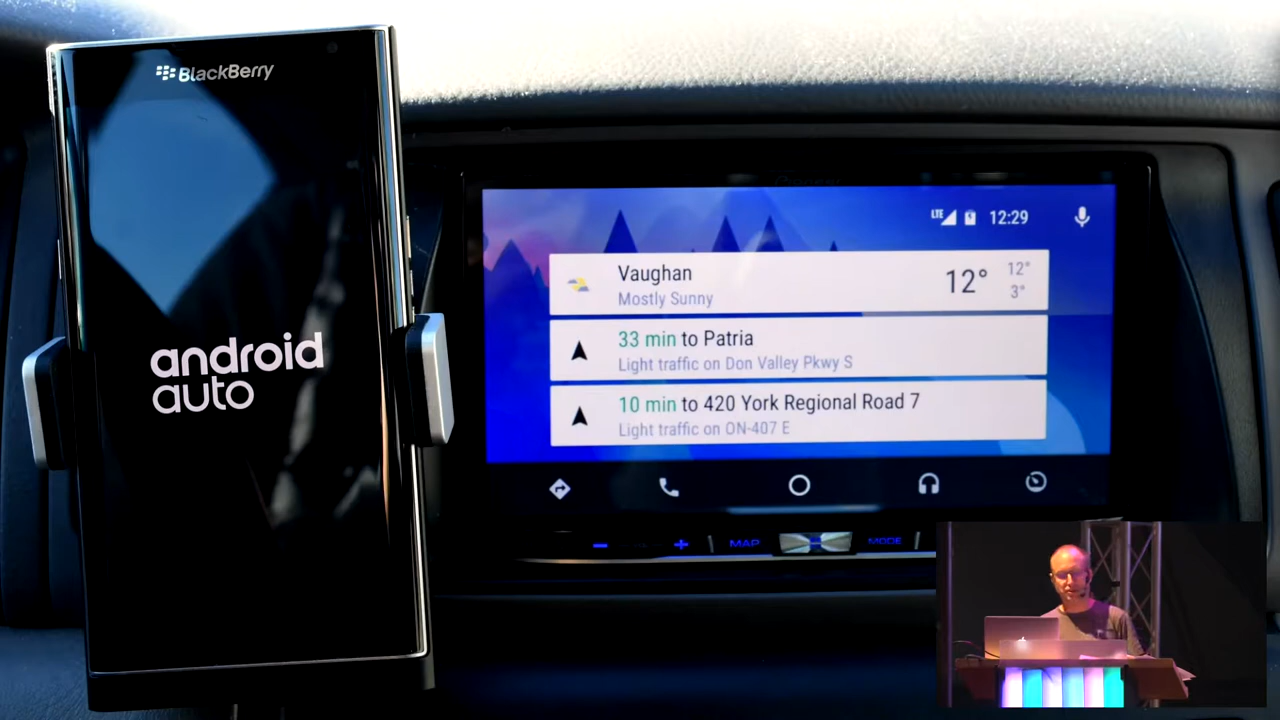 BlackBerry
android
auto
LTE
12:29
Vaughan
Mostly Sunny
12°
12°
3°
33 min to Patria
Light traffic on Don Valley Pkwy S
10 min to 420 York Regional Road 7
Light traffic on ON-407 E
MAP
MODE